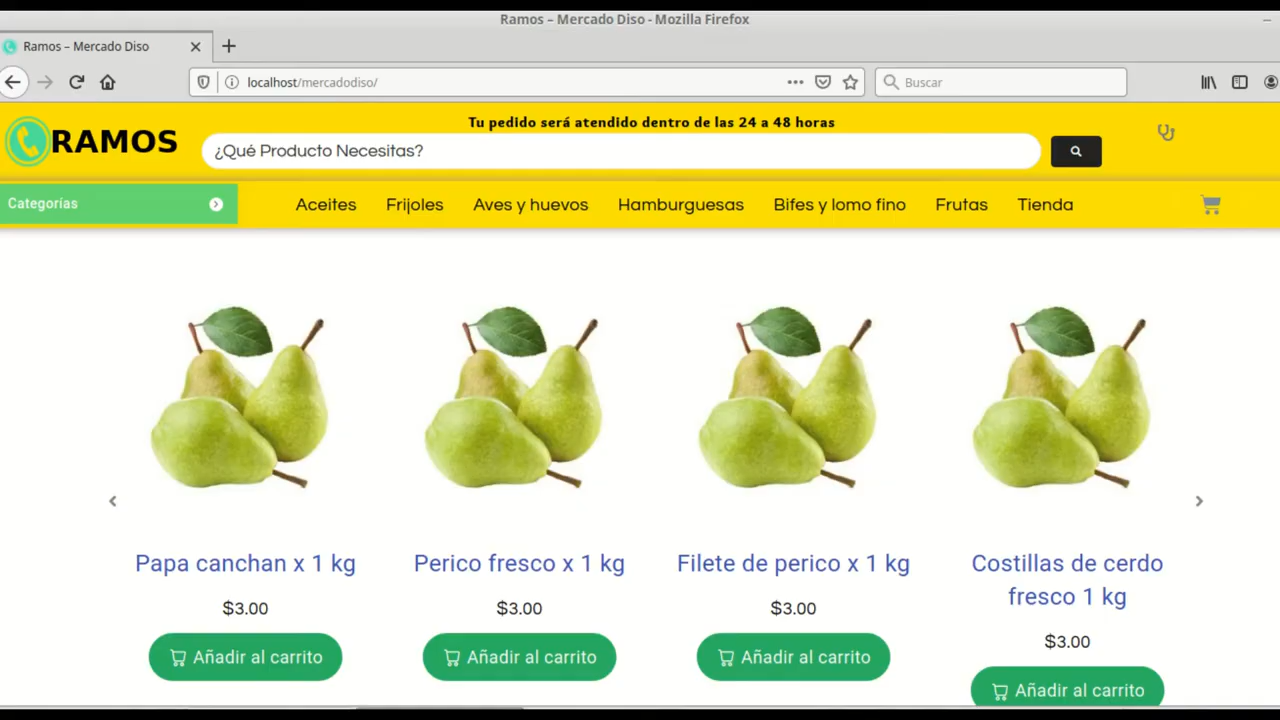 Ramos – Mercado Diso - Mozilla Firefox
Ramos – Mercado Diso
localhost/mercadodiso/
Buscar
RAMOS
Tu pedido será atendido dentro de las 24 a 48 horas
¿Qué Producto Necesitas?
Categorías
Aceites Frijoles Aves y huevos Hamburguesas Bifes y lomo fino Frutas Tienda
Papa canchan x 1 kg
$3.00
Añadir al carrito
Perico fresco x 1 kg
$3.00
Añadir al carrito
Filete de perico x 1 kg
$3.00
Añadir al carrito
Costillas de cerdo
fresco 1 kg
$3.00
Añadir al carrito